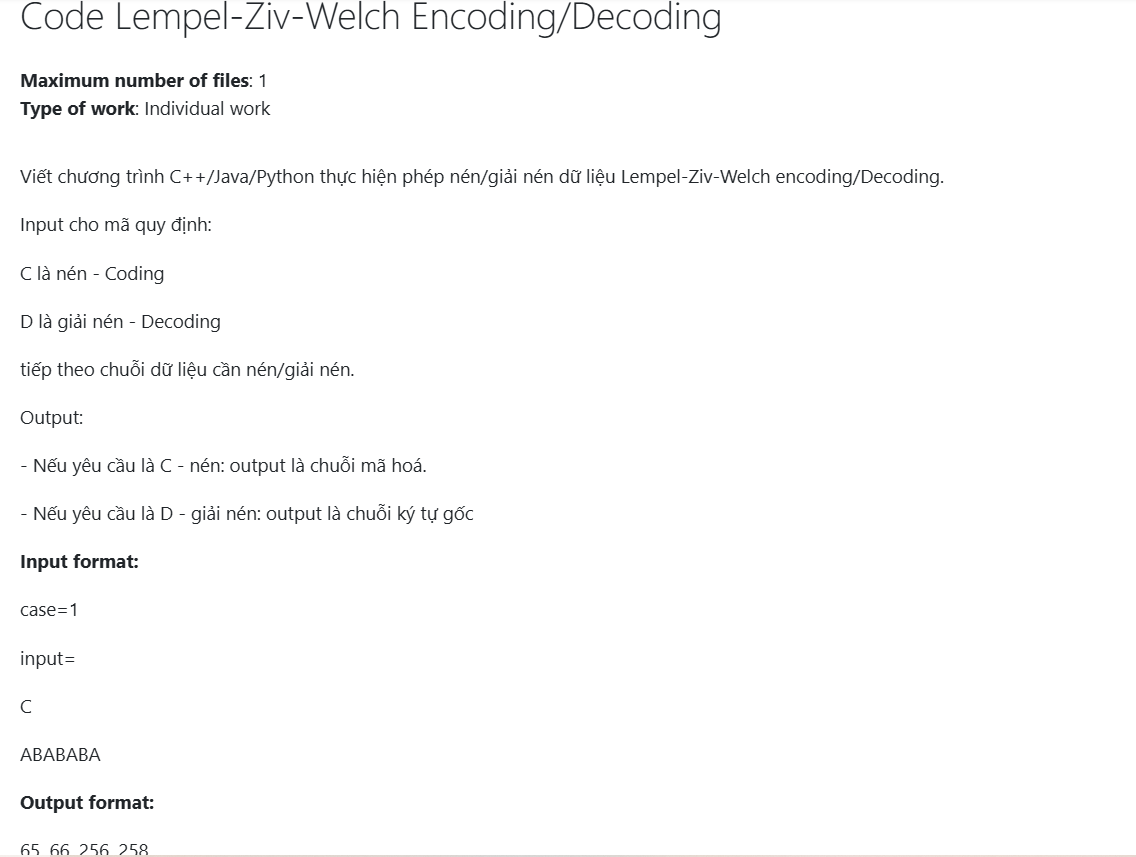 Code Lempel-Ziv-Welch Encoding/Decoding
Maximum number of files: 1
Type of work: Individual work
Viết chương trình C++/Java/Python thực hiện phép nén/giải nén dữ liệu Lempel-Ziv-Welch encoding/Decoding.
Input cho mã quy định:
C là nén - Coding
D là giải nén - Decoding
tiếp theo chuỗi dữ liệu cần nén/giải nén.
Output:
- Nếu yêu cầu là C - nén: output là chuỗi mã hoá.
- Nếu yêu cầu là D - giải nén: output là chuỗi ký tự gốc
Input format:
case=1
input=
C
ABABABA
Output format:
65 66 256 258